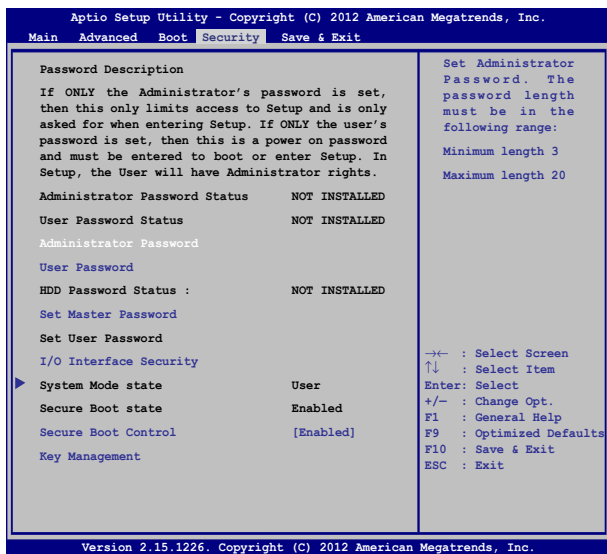 Aptio Setup Utility - Copyright (C) 2012 American Megatrends, Inc.
Main Advanced Boot Security Save & Exit
Password Description
If ONLY the Administrator's password is set,
then this only limits access to Setup and is only
asked for when entering Setup. If ONLY the user's
password is set, then this is a power on password
and must be entered to boot or enter Setup. In
Setup, the User will have Administrator rights.
Administrator Password Status NOT INSTALLED
User Password Status NOT INSTALLED
Administrator Password
User Password
HDD Password Status : NOT INSTALLED
Set Master Password
Set User Password
I/O Interface Security
System Mode state User
Secure Boot state Enabled
Secure Boot Control [Enabled]
Key Management
Set Administrator
Password. The
password length
must be in the
following range:
Minimum length 3
Maximum length 20
→← : Select Screen
↑↓ : Select Item
Enter: Select
+/— : Change Opt.
F1 : General Help
F9 : Optimized Defaults
F10 : Save & Exit
ESC : Exit
Version 2.15.1226. Copyright (C) 2012 American Megatrends, Inc.